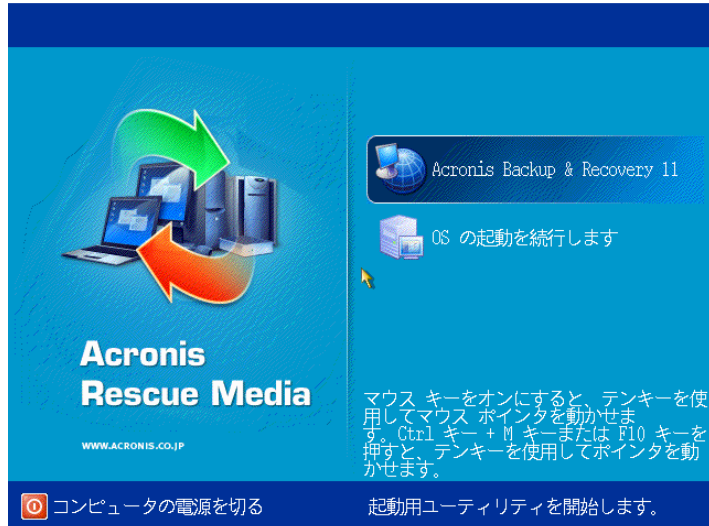 Acronis Backup & Recovery 11
OS の起動を続行します
Acronis
Rescue Media
WWW.ACRONIS.CO.JP
マウス キーをオンにすると、テンキーを使
用してマウス ポインタを動かせま
す。Ctrl キー + M キーまたは F10 キーを
押すと、テンキーを使用してポインタを動
かせます。
コンピュータの電源を切る
起動用ユーティリティを開始します。